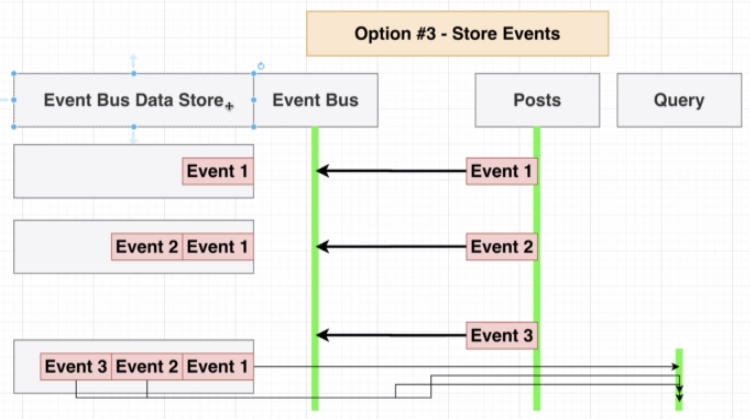 Option #3 - Store Events
Event Bus Data Store
Event Bus
Posts
Query
Event 1
Event 1
Event 2
Event 1
Event 2
Event 3
Event 3
Event 2
Event 1